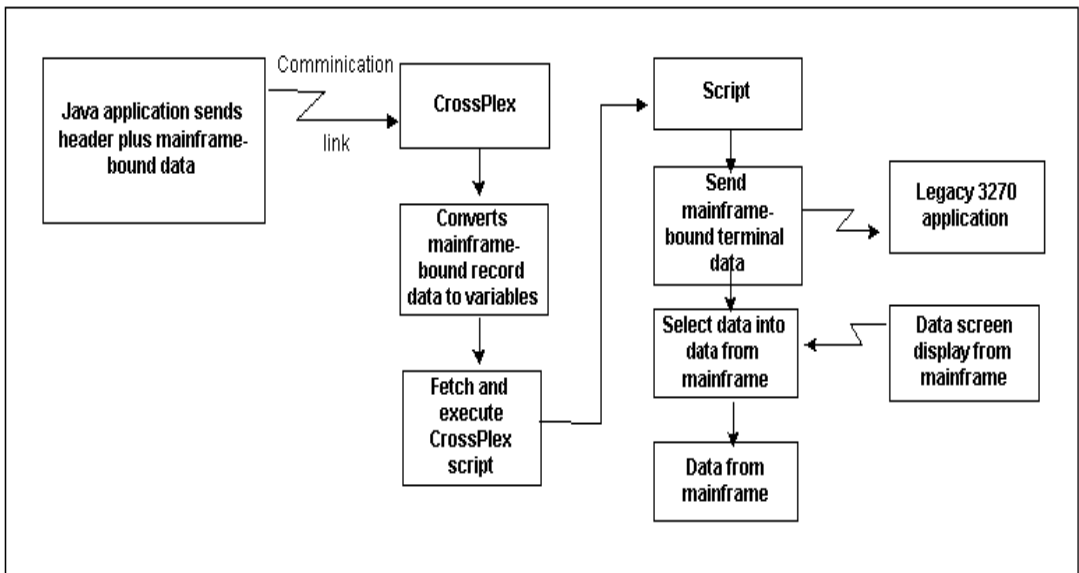 Java application sends
header plus mainframe-
bound data
Comminication
link
CrossPlex
Converts
mainframe-
bound record
data to variables
Fetch and
execute
CrossPlex
script
Script
Send
mainframe-
bound terminal
data
Legacy 3270
application
Select data into
data from
mainframe
Data screen
display from
mainframe
Data from
mainframe